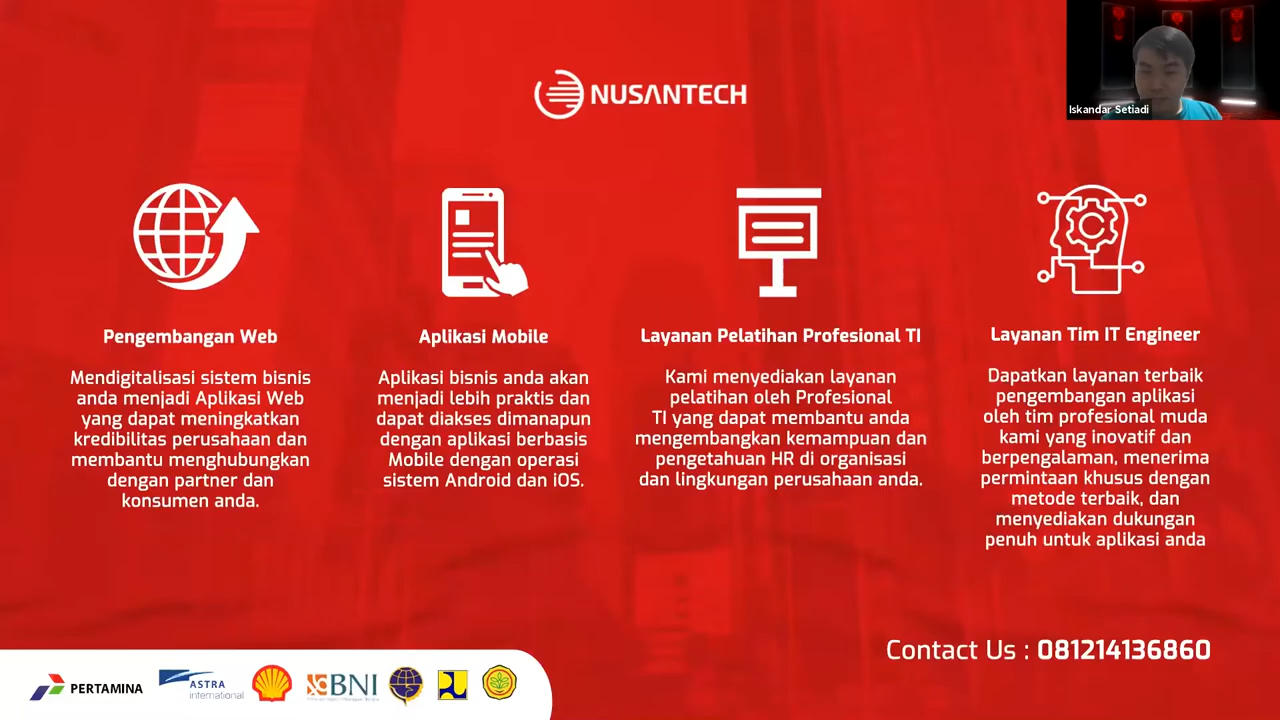 Iskandar Setiadi
NUSANTECH
Pengembangan Web
Mendigitalisasi sistem bisnis
anda menjadi Aplikasi Web
yang dapat meningkatkan
kredibilitas perusahaan dan
membantu menghubungkan
dengan partner dan
konsumen anda.
Aplikasi Mobile
Aplikasi bisnis anda akan
menjadi lebih praktis dan
dapat diakses dimanapun
dengan aplikasi berbasis
Mobile dengan operasi
sistem Android dan iOS.
Layanan Pelatihan Profesional TI
Kami menyediakan layanan
pelatihan oleh Profesional
TI yang dapat membantu anda
mengembangkan kemampuan dan
pengetahuan HR di organisasi
dan lingkungan perusahaan anda.
Layanan Tim IT Engineer
Dapatkan layanan terbaik
pengembangan aplikasi
oleh tim profesional muda
kami yang inovatif dan
berpengalaman, menerima
permintaan khusus dengan
metode terbaik, dan
menyediakan dukungan
penuh untuk aplikasi anda
Contact Us : 081214136860
PERTAMINA
ASTRA
international
BNI